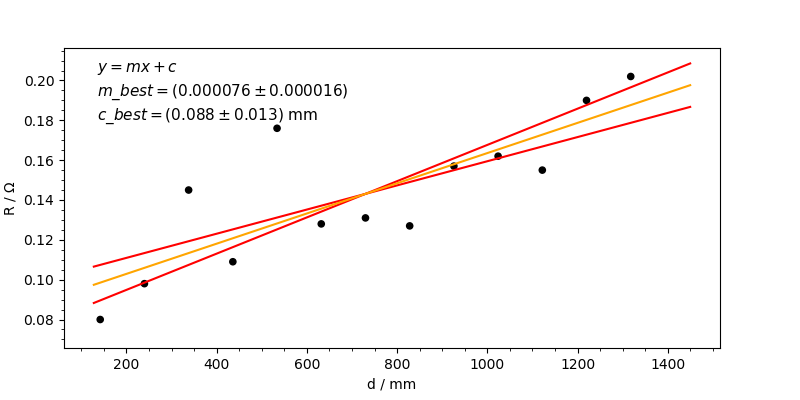 y = mx + c
m_best = (0.000076 ± 0.000016)
c_best = (0.088 ± 0.013) mm
0.20
0.18
0.16
0.14
0.12
0.10
0.08
R / Ω
200 400 600 800 1000 1200 1400
d / mm